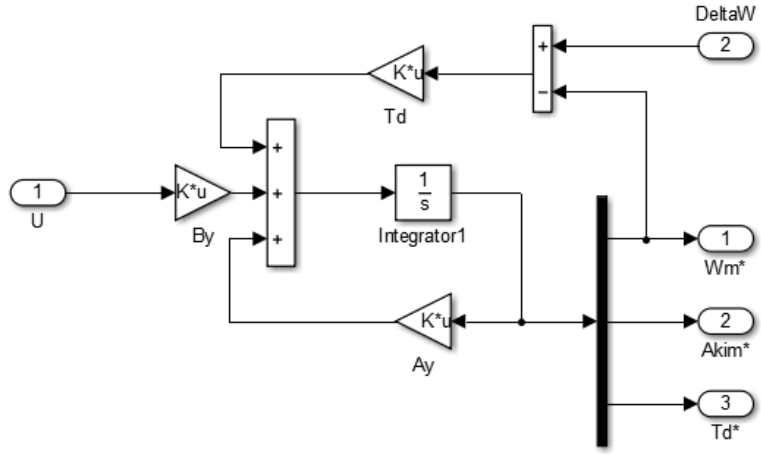 DeltaW
2
+
−
K*u
Td
+
+
+
1
U
K*u
By
1
s
Integrator1
K*u
Ay
1
Wm*
2
Akim*
3
Td*